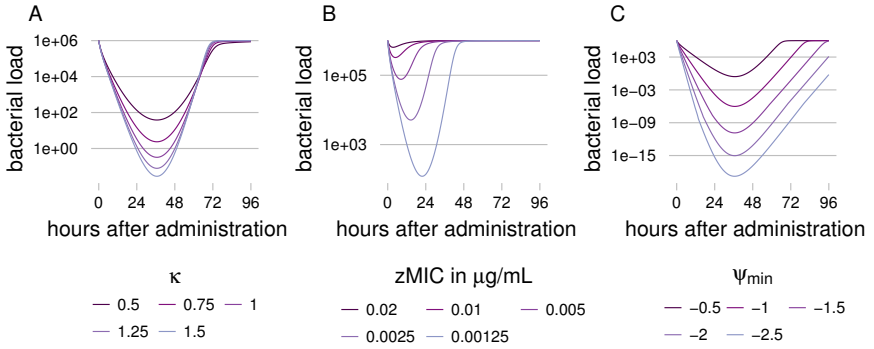 A
B
C
bacterial load
1e+06
1e+04
1e+02
1e+00
0 24 48 72 96
hours after administration
bacterial load
1e+05
1e+03
0 24 48 72 96
hours after administration
bacterial load
1e+03
1e−03
1e−09
1e−15
0 24 48 72 96
hours after administration
κ
0.5 0.75 1
1.25 1.5
zMIC in μg/mL
0.02 0.01 0.005
0.0025 0.00125
ψmin
−0.5 −1 −1.5
−2 −2.5